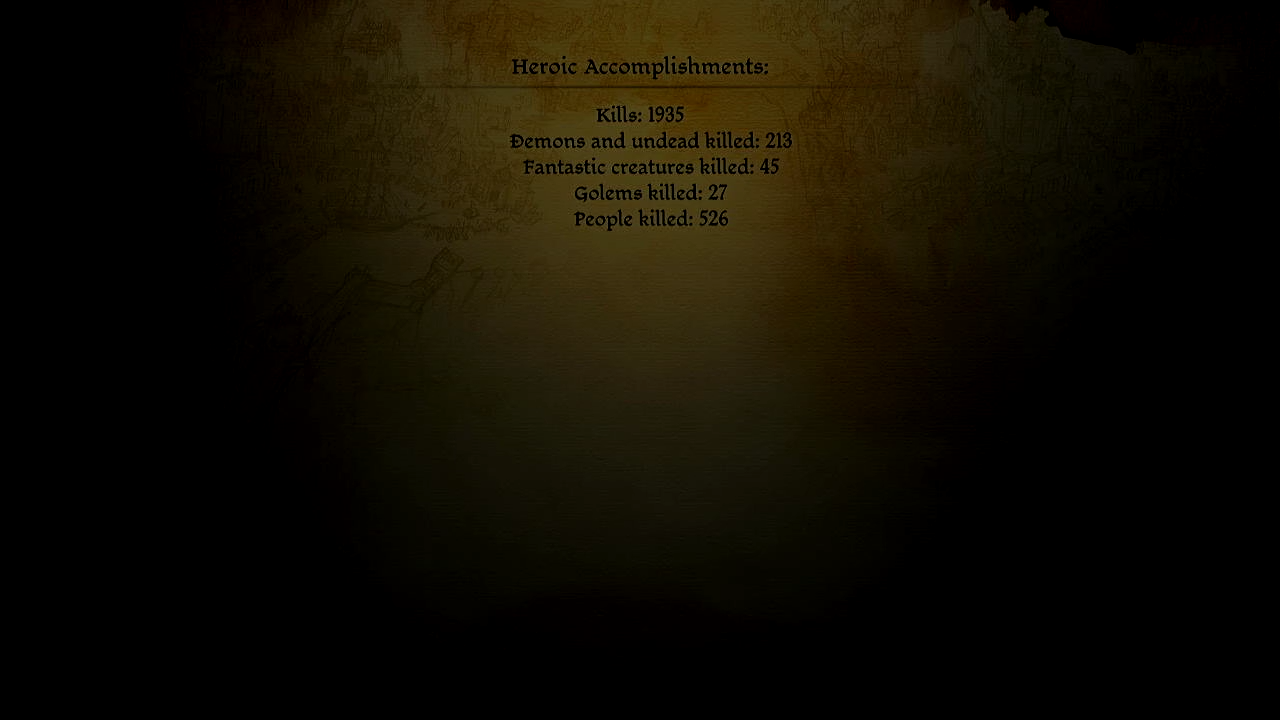 Heroic Accomplishments:
Kills: 1935
Demons and undead killed: 213
Fantastic creatures killed: 45
Golems killed: 27
People killed: 526